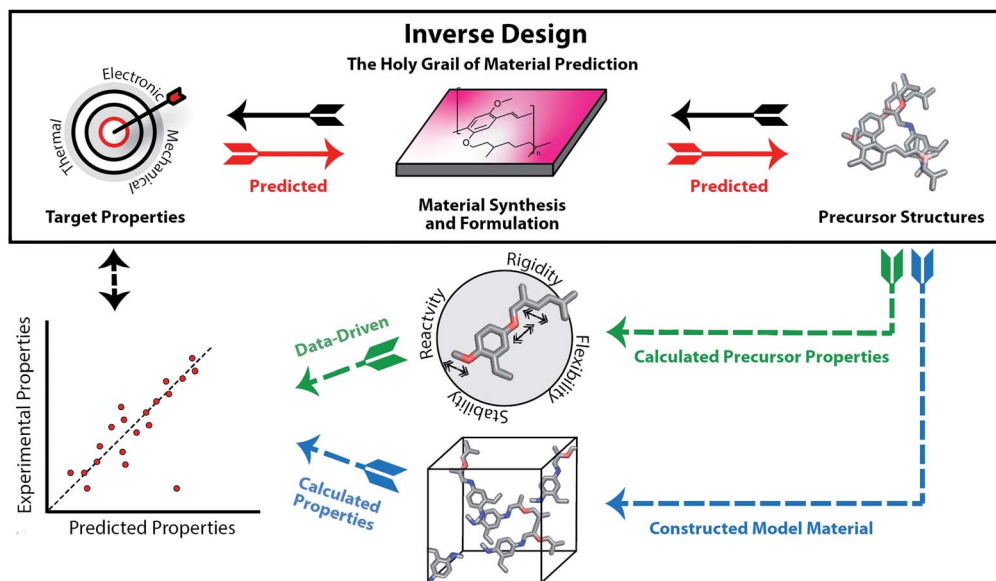 Inverse Design
The Holy Grail of Material Prediction
Electronic
Thermal
Mechanical
Predicted
Predicted
OMe
O
n
Target Properties
Material Synthesis
and Formulation
Precursor Structures
Rigidity
Reactvity
Flexibility
Stability
Data-Driven
Calculated Precursor Properties
Experimental Properties
Predicted Properties
Calculated
Properties
Constructed Model Material